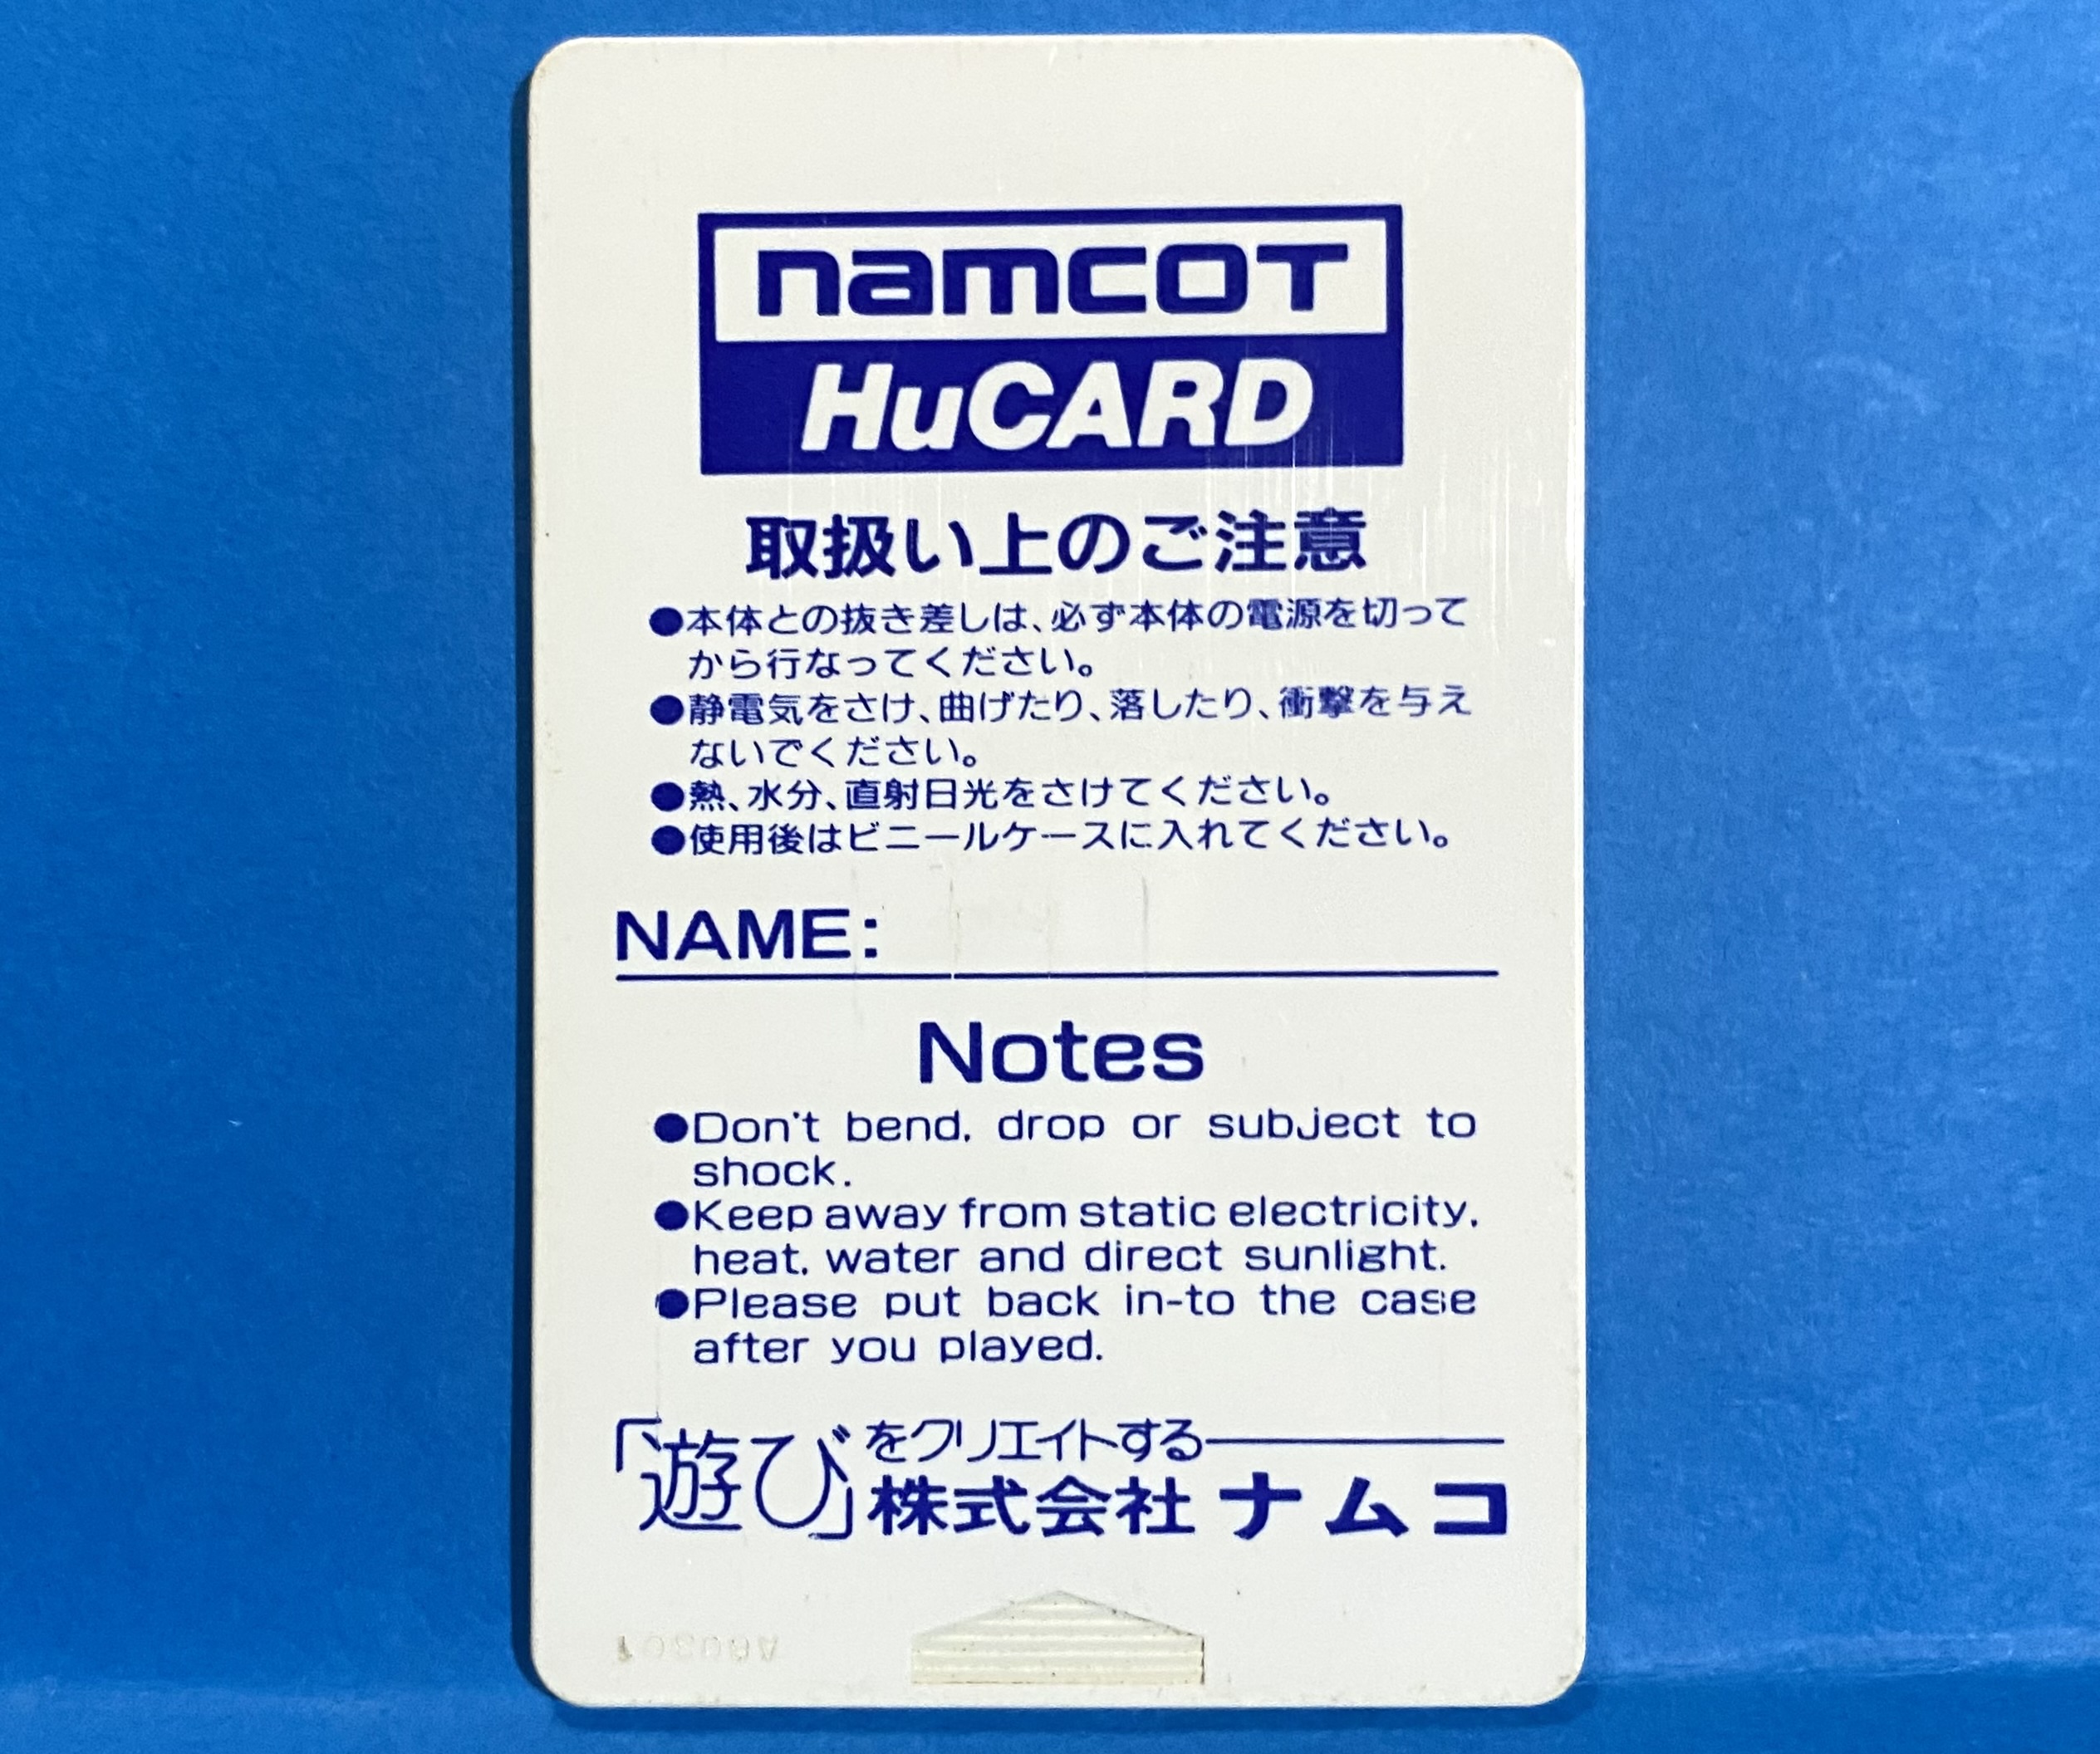 namcoT
HuCARD
取扱い上のご注意
●本体との抜き差しは、必ず本体の電源を切って
から行なってください。
●静電気をさけ、曲げたり、落したり、衝撃を与え
ないでください。
●熱、水分、直射日光をさけてください。
●使用後はビニールケースに入れてください。
NAME:
Notes
●Don't bend, drop or subject to
shock.
●Keep away from static electricity,
heat, water and direct sunlight.
●Please put back in-to the case
after you played.
「遊び」をクリエイトする
株式会社ナムコ